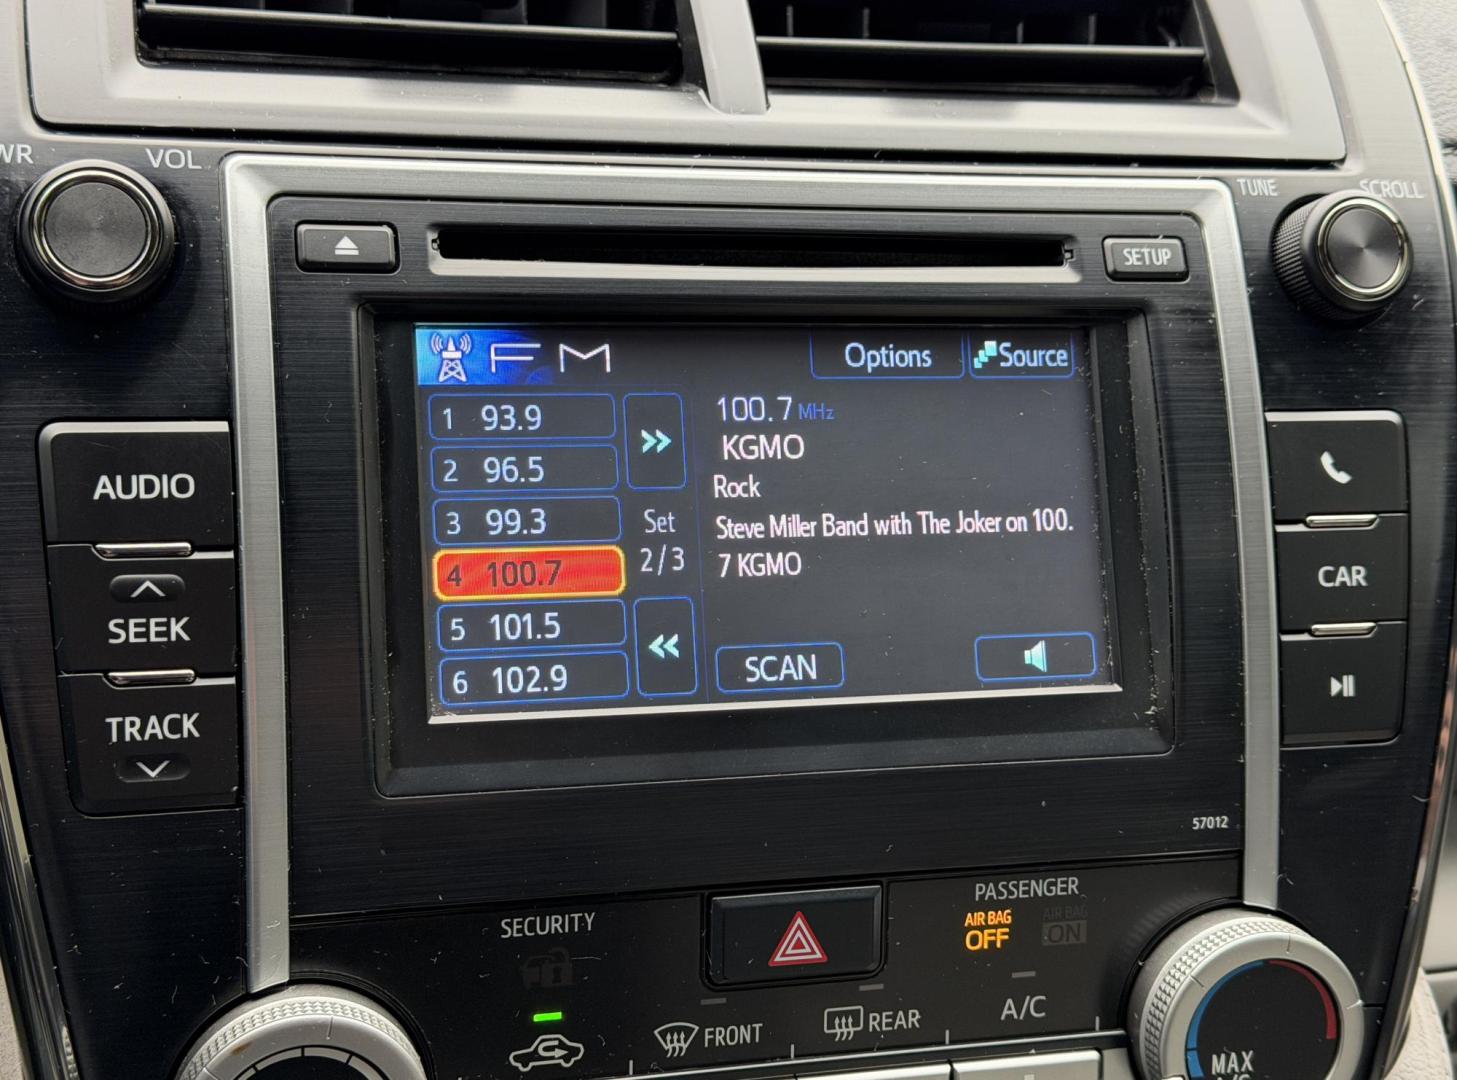 WR
VOL
TUNE
SCROLL
SETUP
FM
Options
Source
1 93.9
2 96.5
3 99.3
4 100.7
5 101.5
6 102.9
Set
2/3
100.7 MHz
KGMO
Rock
Steve Miller Band with The Joker on 100.
7 KGMO
SCAN
AUDIO
SEEK
TRACK
CAR
57012
SECURITY
PASSENGER
AIR BAG
OFF
AIR BAG
ON
FRONT
REAR
A/C
MAX
A/C